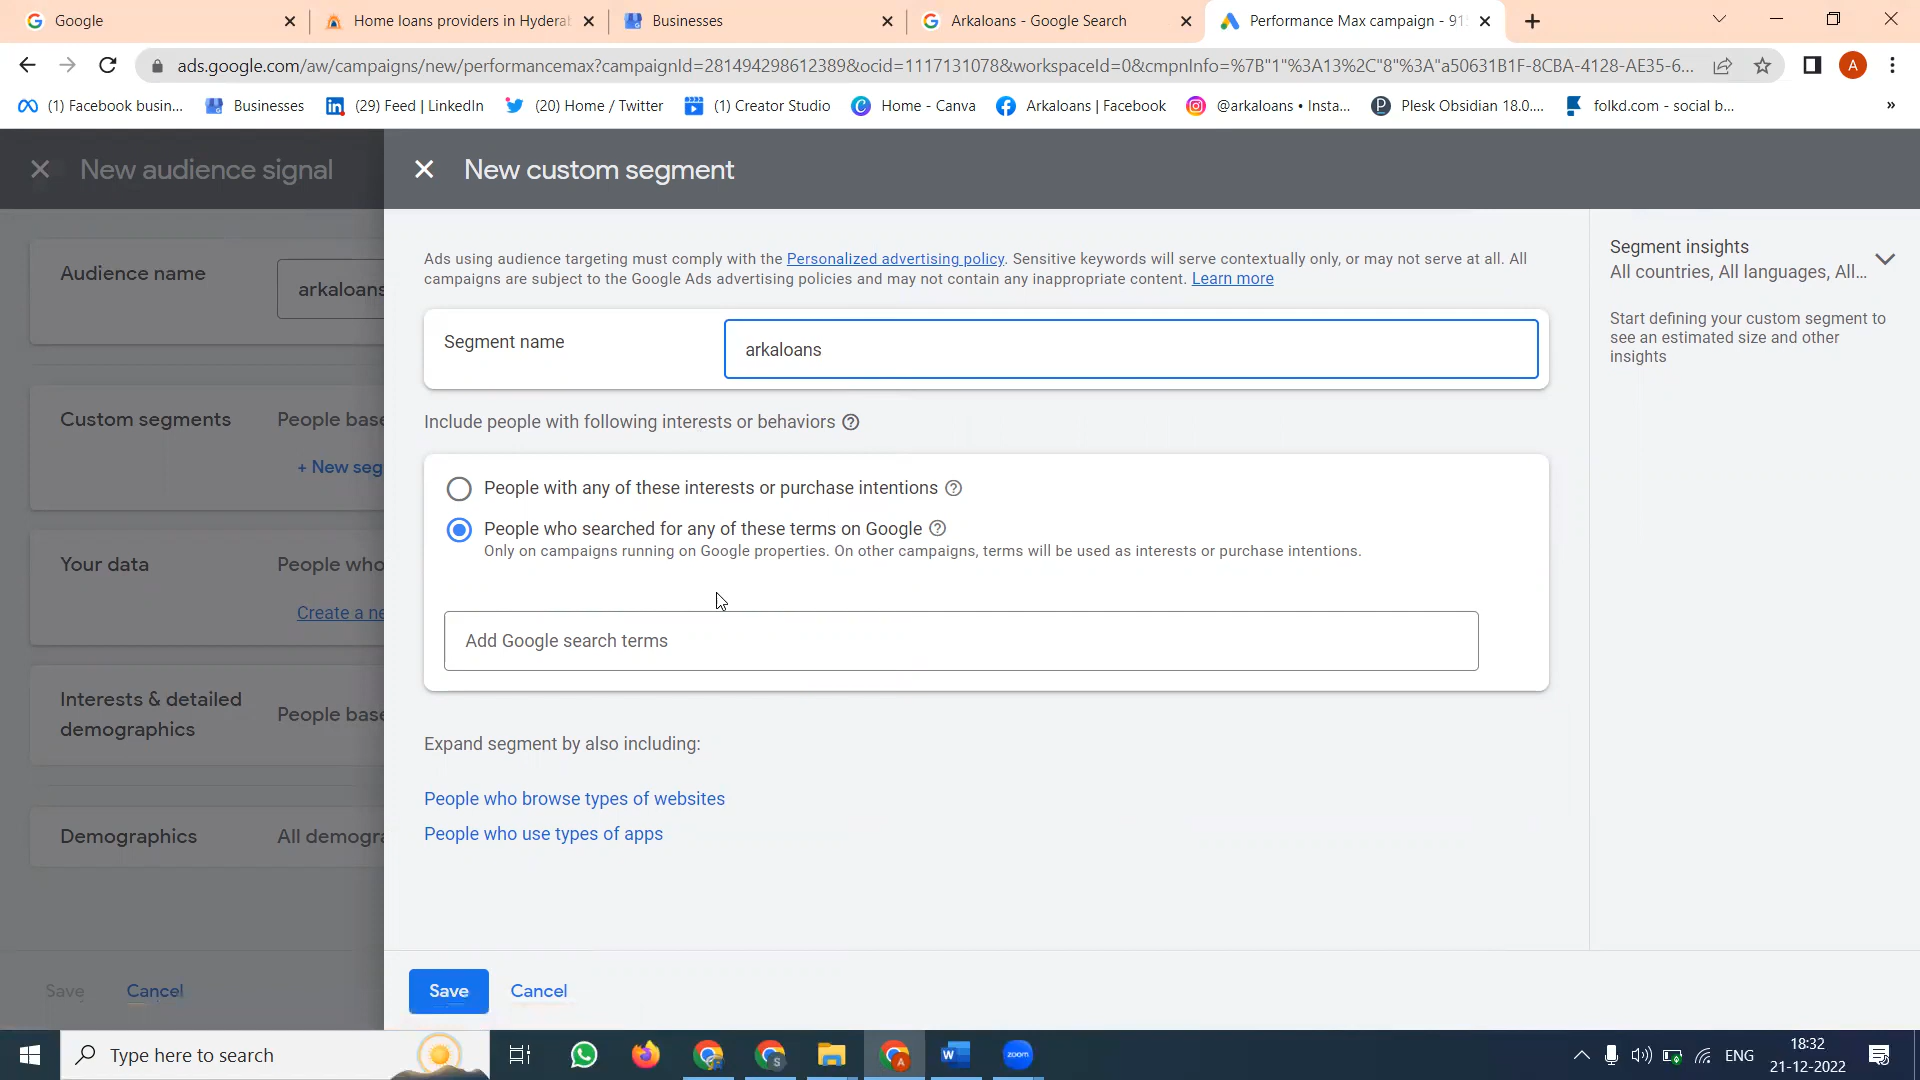 Google
Home loans providers in Hyderal
Businesses
Arkaloans - Google Search
Performance Max campaign - 91
ads.google.com/aw/campaigns/new/performancemax?campaignId=281494298612389&ocid=1117131078&workspaceId=0&cmpnInfo=%7B"1"%3A13%2C"8"%3A"a50631B1F-8CBA-4128-AE35-6...
A
(1) Facebook busin...
Businesses
(29) Feed | LinkedIn
(20) Home / Twitter
(1) Creator Studio
Home - Canva
Arkaloans | Facebook
@arkaloans • Insta...
Plesk Obsidian 18.0....
folkd.com - social b...
»
New audience signal
New custom segment
Audience name
arkaloans
Custom segments
People base
+ New seg
Your data
People who
Create a ne
Interests & detailed
demographics
People base
Demographics
All demogra
Save
Cancel
Ads using audience targeting must comply with the Personalized advertising policy. Sensitive keywords will serve contextually only, or may not serve at all. All
campaigns are subject to the Google Ads advertising policies and may not contain any inappropriate content. Learn more
Segment name
arkaloans
Include people with following interests or behaviors
People with any of these interests or purchase intentions
People who searched for any of these terms on Google
Only on campaigns running on Google properties. On other campaigns, terms will be used as interests or purchase intentions.
Add Google search terms
Expand segment by also including:
People who browse types of websites
People who use types of apps
Save
Cancel
Segment insights
All countries, All languages, All...
Start defining your custom segment to
see an estimated size and other
insights
Type here to search
zoom
ENG
18:32
21-12-2022